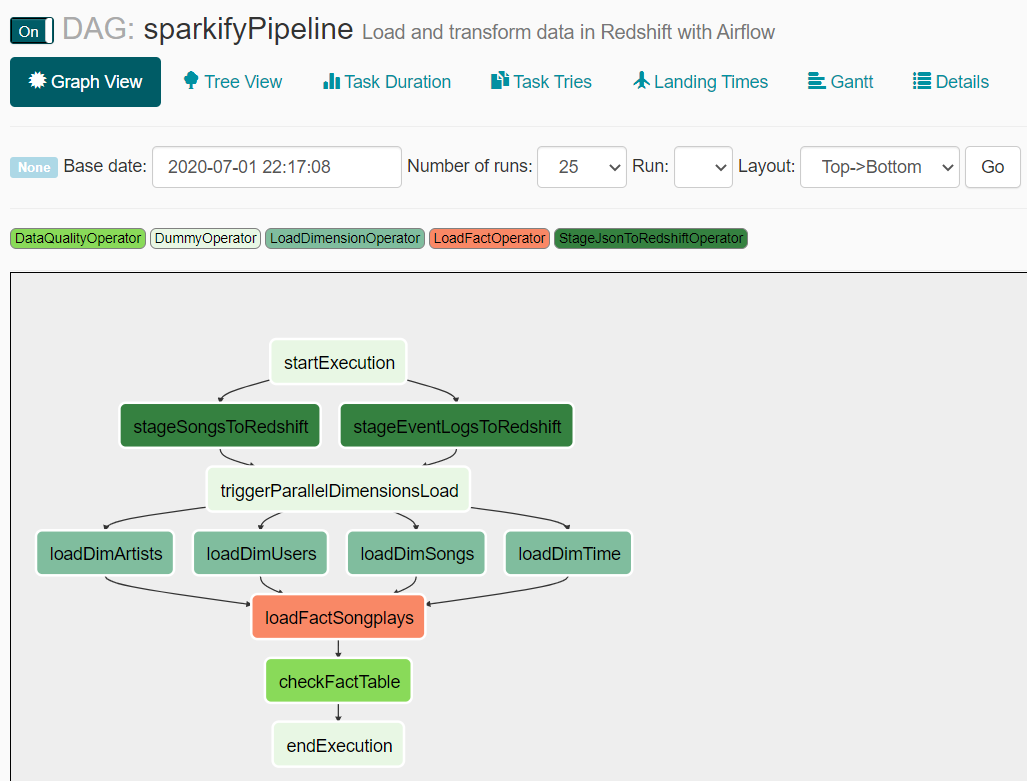 On DAG: sparkifyPipeline Load and transform data in Redshift with Airflow
Graph View Tree View Task Duration Task Tries Landing Times Gantt Details
None Base date: 2020-07-01 22:17:08 Number of runs: 25 Run: Layout: Top->Bottom Go
DataQualityOperator DummyOperator LoadDimensionOperator LoadFactOperator StageJsonToRedshiftOperator
startExecution
stageSongsToRedshift stageEventLogsToRedshift
triggerParallelDimensionsLoad
loadDimArtists loadDimUsers loadDimSongs loadDimTime
loadFactSongplays
checkFactTable
endExecution